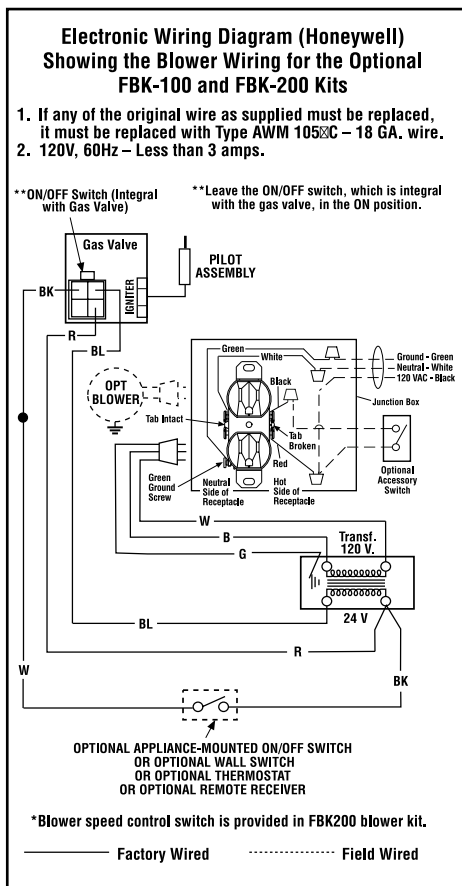 Electronic Wiring Diagram (Honeywell)
Showing the Blower Wiring for the Optional
FBK-100 and FBK-200 Kits
1. If any of the original wire as supplied must be replaced,
it must be replaced with Type AWM 105☒C – 18 GA. wire.
2. 120V, 60Hz – Less than 3 amps.
**ON/OFF Switch (Integral
with Gas Valve)
**Leave the ON/OFF switch, which is integral
with the gas valve, in the ON position.
Gas Valve
IGNITER
PILOT
ASSEMBLY
BK
R
BL
OPT
BLOWER
Green
White
Black
Ground - Green
Neutral - White
120 VAC - Black
Junction Box
Tab Intact
Tab
Broken
Red
Optional
Accessory
Switch
Green
Ground
Screw
Neutral
Side of
Receptacle
Hot
Side of
Receptacle
W
B
G
Transf.
120 V.
24 V
BL
R
W
BK
OPTIONAL APPLIANCE-MOUNTED ON/OFF SWITCH
OR OPTIONAL WALL SWITCH
OR OPTIONAL THERMOSTAT
OR OPTIONAL REMOTE RECEIVER
*Blower speed control switch is provided in FBK200 blower kit.
Factory Wired
Field Wired